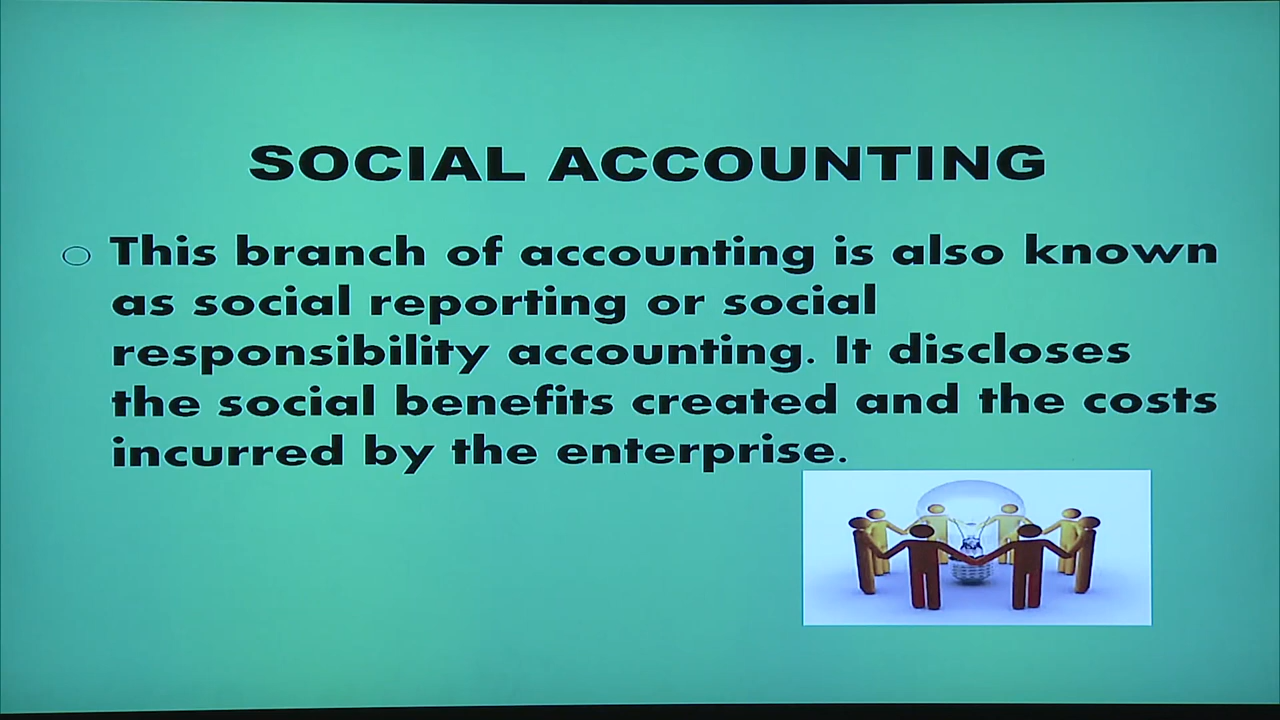 SOCIAL ACCOUNTING
This branch of accounting is also known
as social reporting or social
responsibility accounting. It discloses
the social benefits created and the costs
incurred by the enterprise.